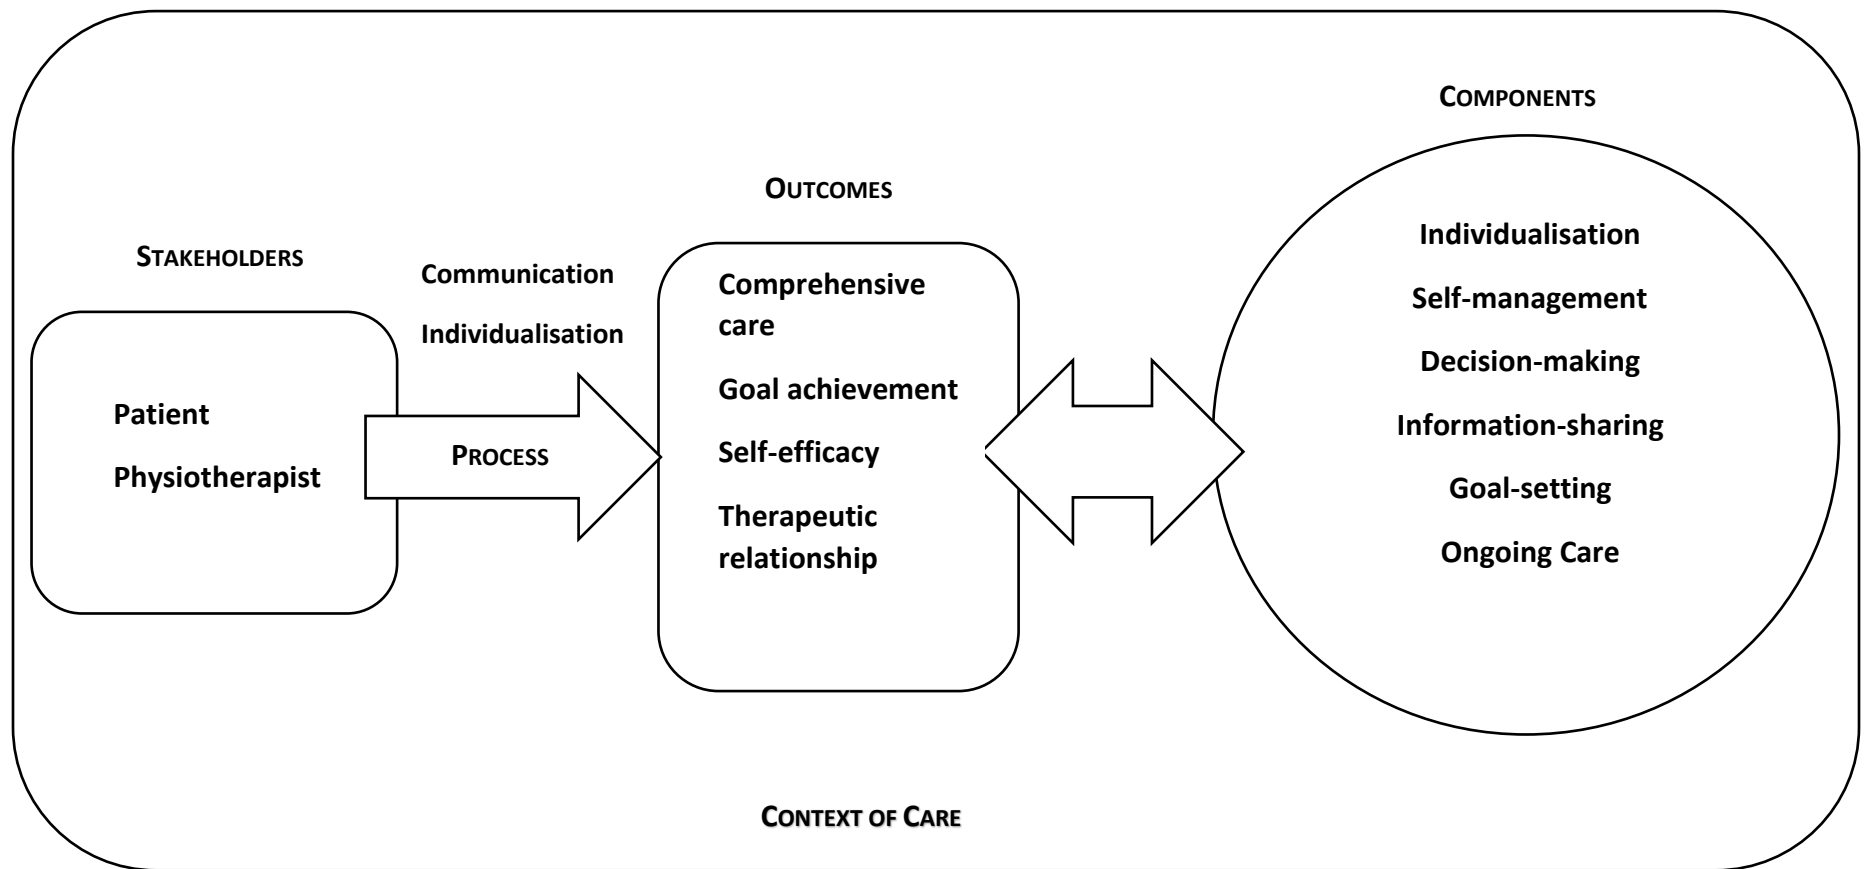 STAKEHOLDERS
Patient
Physiotherapist
Communication
Individualisation
PROCESS
OUTCOMES
Comprehensive
care
Goal achievement
Self-efficacy
Therapeutic
relationship
COMPONENTS
Individualisation
Self-management
Decision-making
Information-sharing
Goal-setting
Ongoing Care
CONTEXT OF CARE